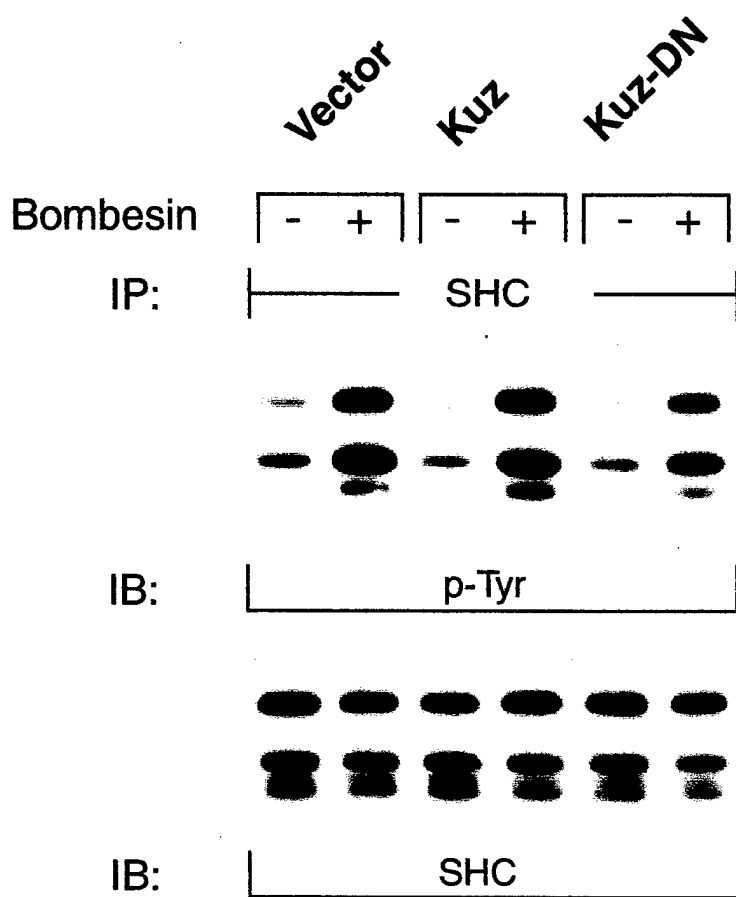 Vector Kuz Kuz-DN
Bombesin - + - + - +
IP: SHC
IB: p-Tyr
IB: SHC